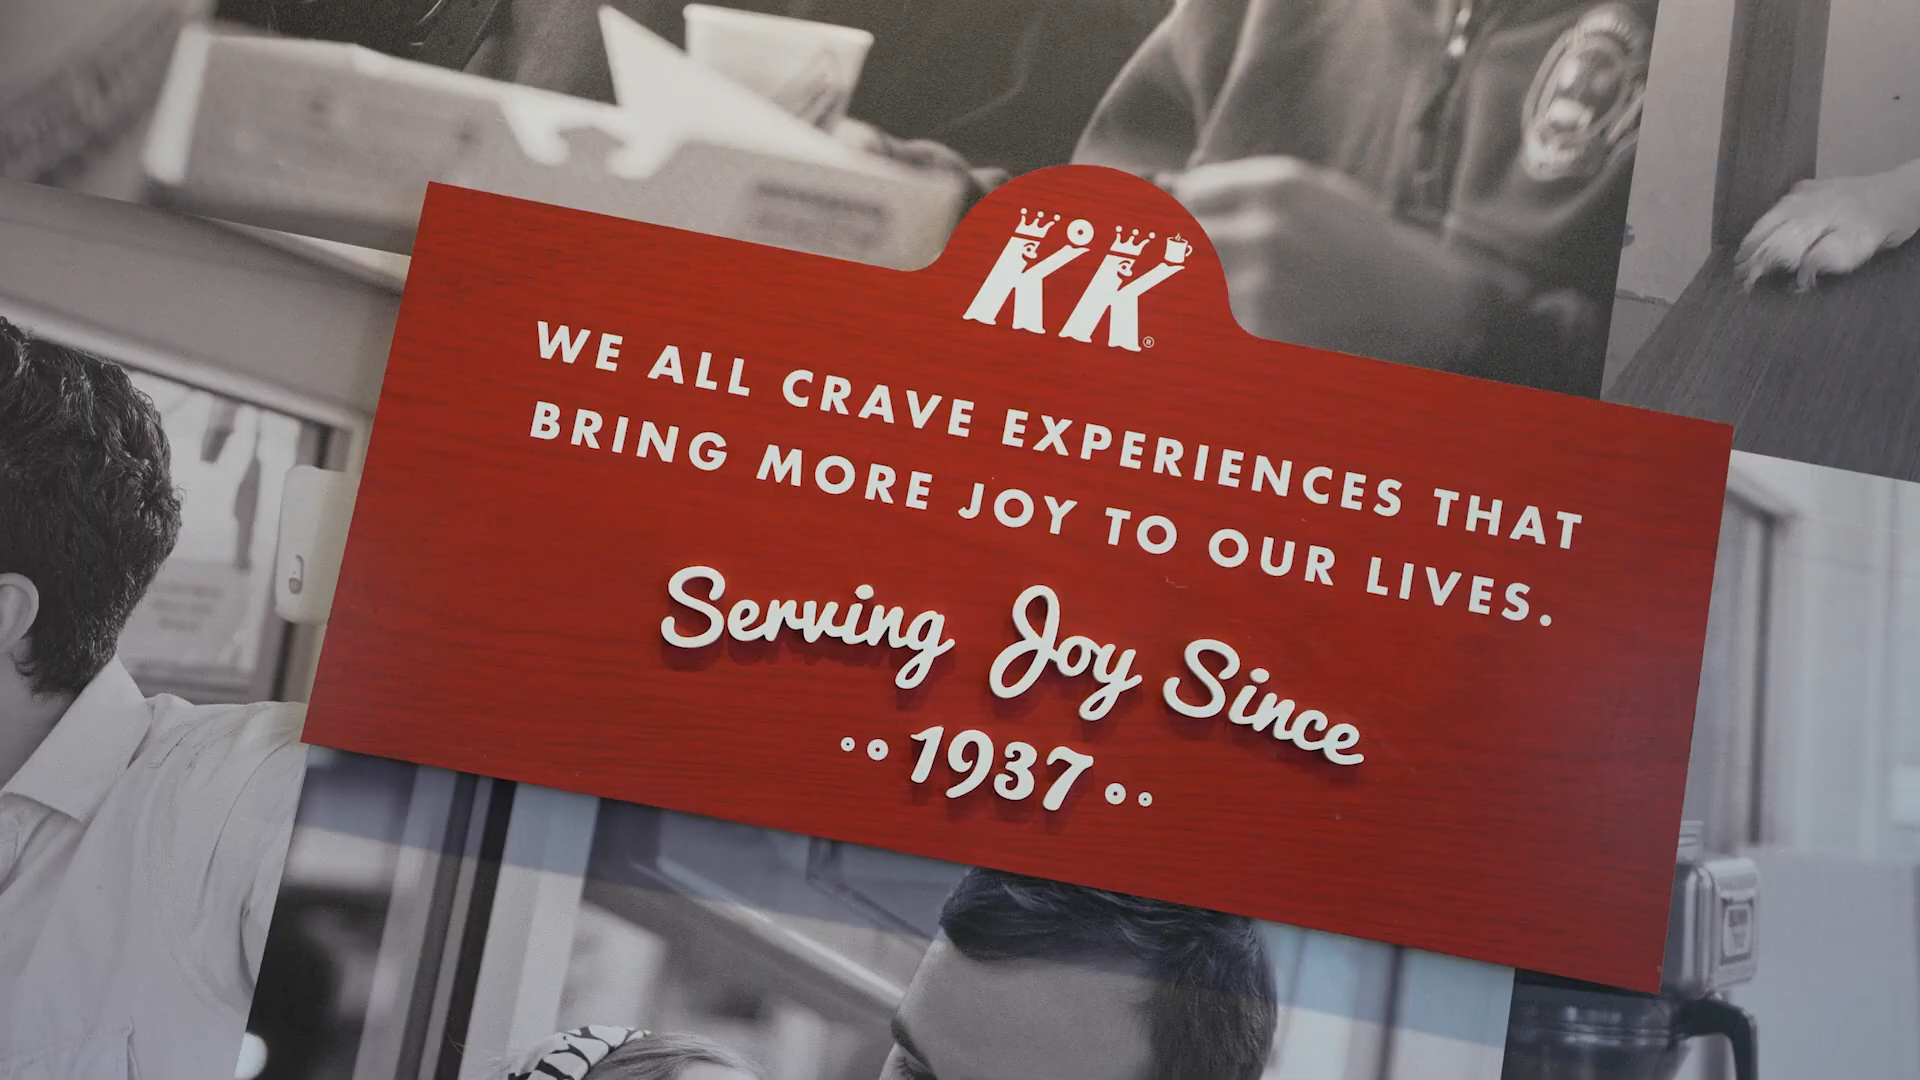 KK®
WE ALL CRAVE EXPERIENCES THAT
BRING MORE JOY TO OUR LIVES.
Serving Joy Since
1937